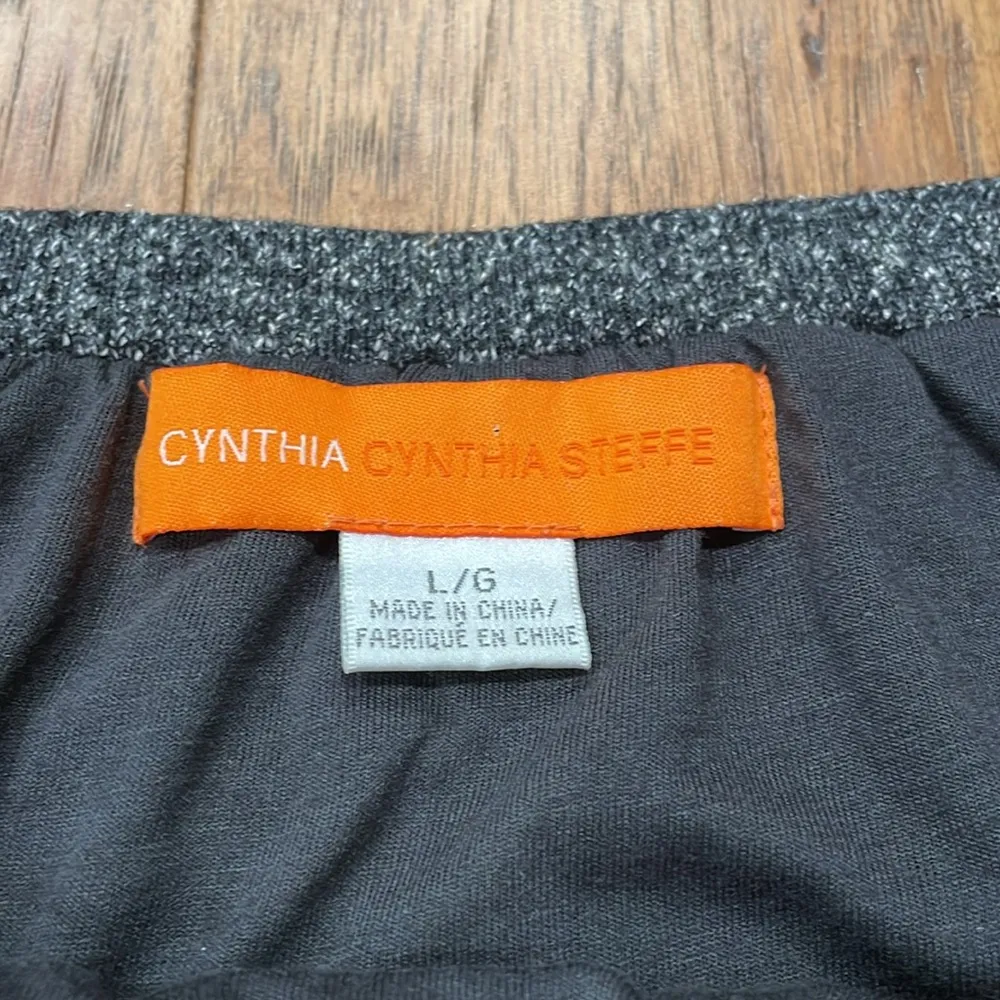 CYNTHIA CYNTHIA STEFFE
L/G
MADE IN CHINA/
FABRIQUÉ EN CHINE